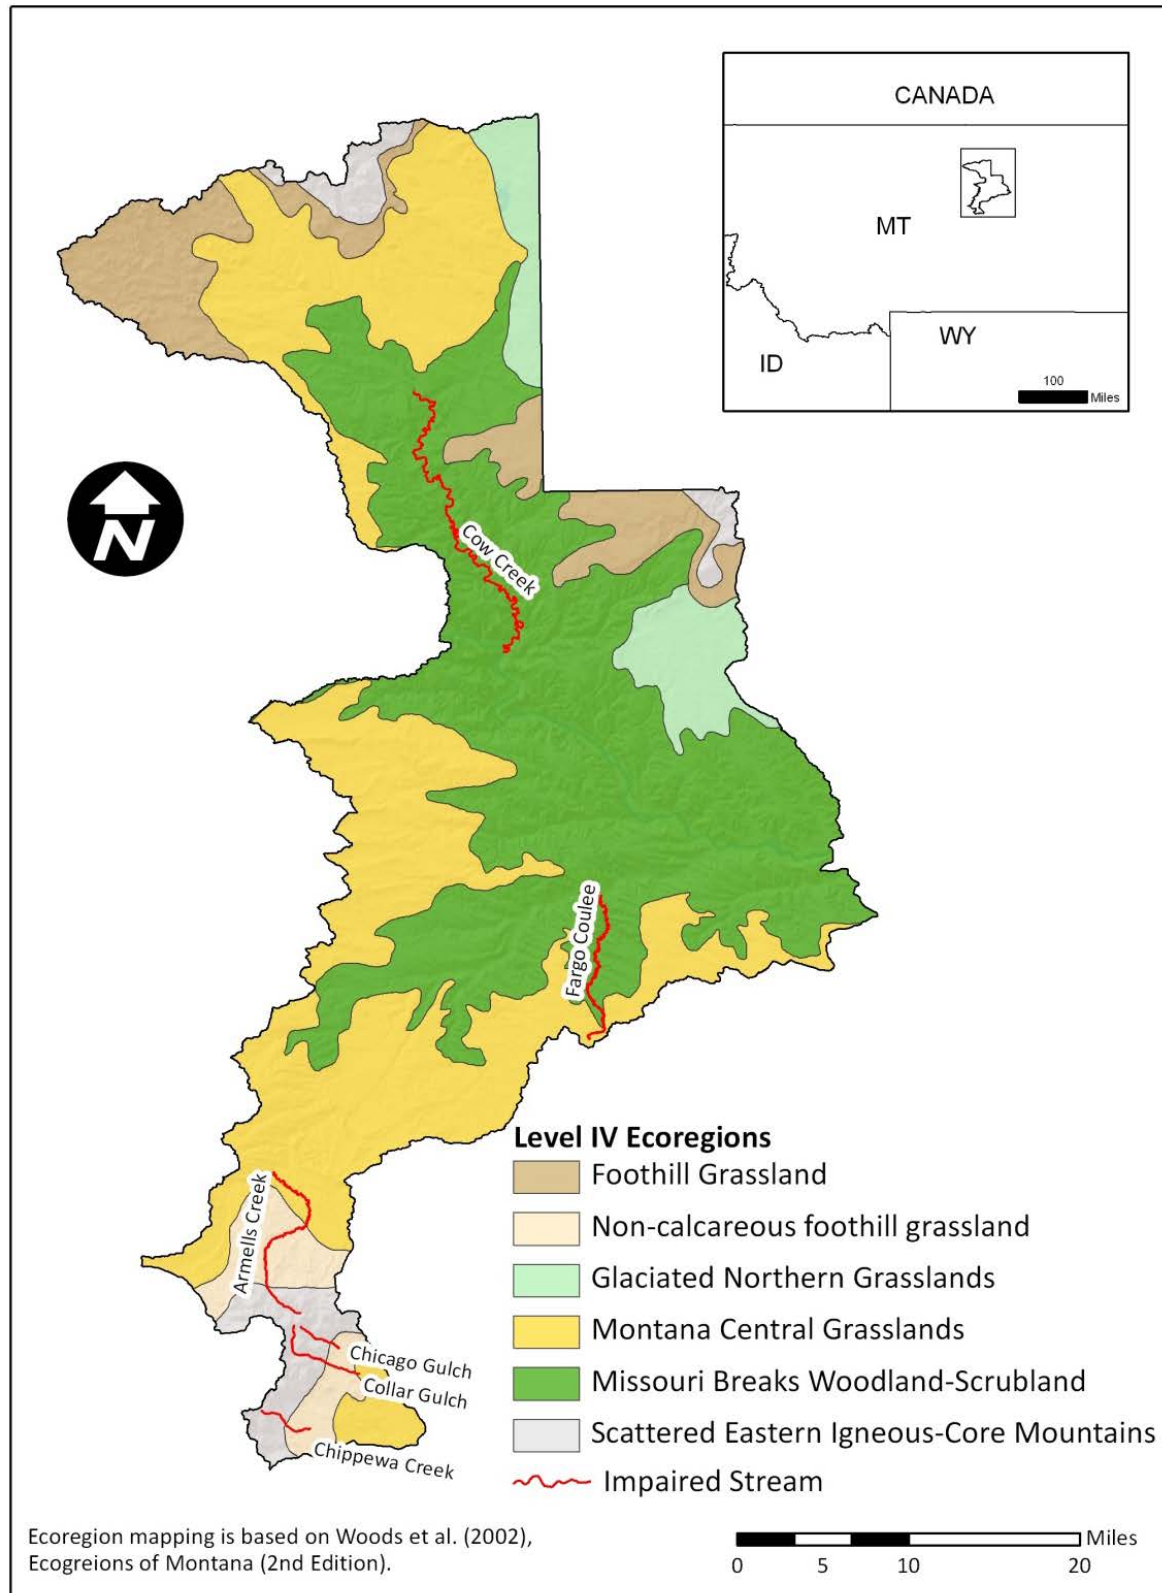 CANADA
MT
WY
ID
100
Miles
N
Cow Creek
Fargo Coulee
Armells Creek
Chicago Gulch
Collar Gulch
Chippewa Creek
Level IV Ecoregions
Foothill Grassland
Non-calcareous foothill grassland
Glaciated Northern Grasslands
Montana Central Grasslands
Missouri Breaks Woodland-Scrubland
Scattered Eastern Igneous-Core Mountains
Impaired Stream
Ecoregion mapping is based on Woods et al. (2002),
Ecogreions of Montana (2nd Edition).
Miles
0 5 10 20